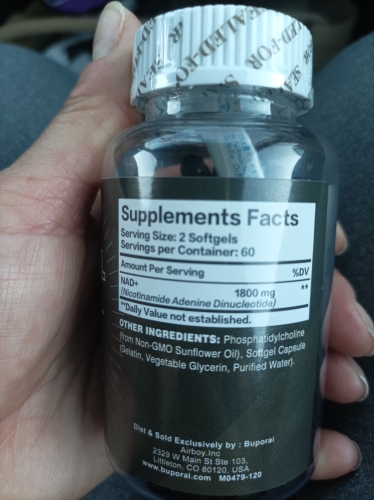 SEALED-FOR
Supplements Facts
Serving Size: 2 Softgels
Servings per Container: 60
Amount Per Serving %DV
NAD+ 1800 mg **
(Nicotinamide Adenine Dinucleotide)
**Daily Value not established.
OTHER INGREDIENTS: Phosphatidylcholine
(from Non-GMO Sunflower Oil), Softgel Capsule
(Gelatin, Vegetable Glycerin, Purified Water).
Dist & Sold Exclusively by : Buporai
Airboy.Inc
2329 W Main St Ste 103,
Littleton, CO 80120, USA
www.buporai.com M0479-120